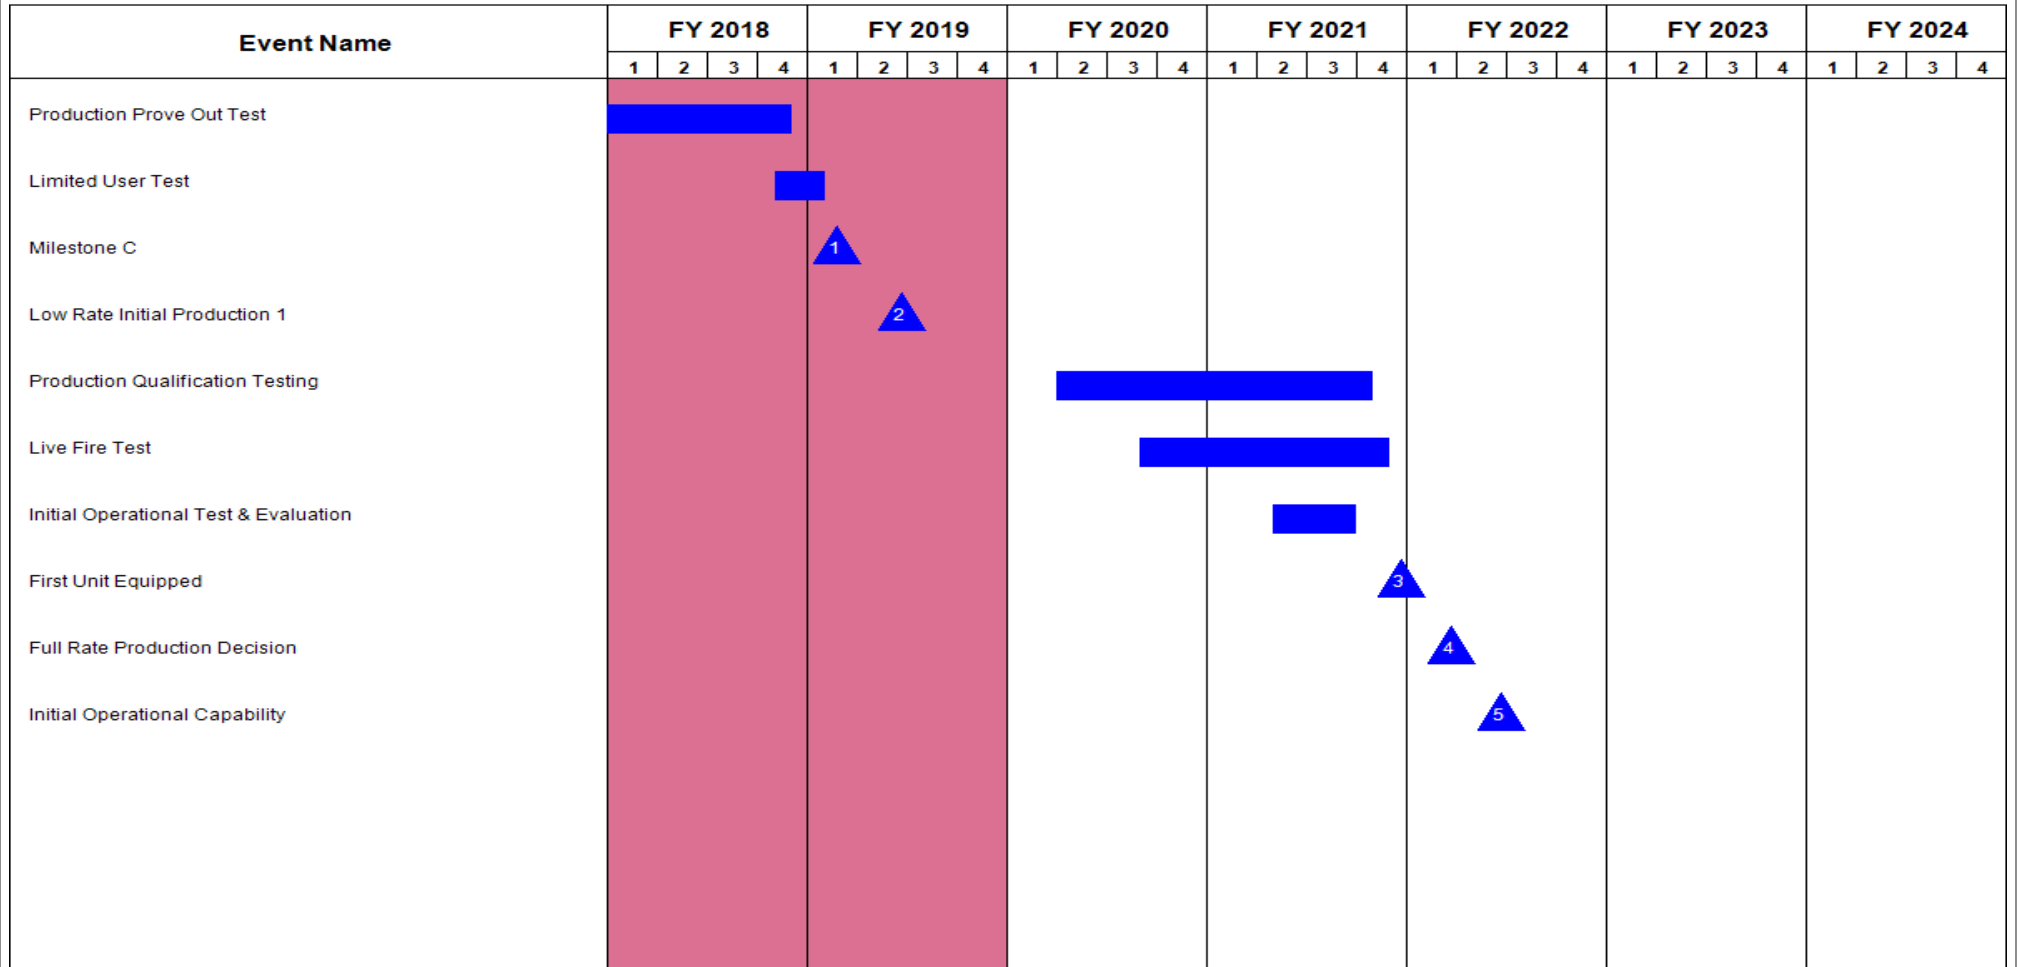 Event Name
FY 2018 FY 2019 FY 2020 FY 2021 FY 2022 FY 2023 FY 2024
1 2 3 4 1 2 3 4 1 2 3 4 1 2 3 4 1 2 3 4 1 2 3 4 1 2 3 4
Production Prove Out Test
Limited User Test
Milestone C 1
Low Rate Initial Production 1 2
Production Qualification Testing
Live Fire Test
Initial Operational Test & Evaluation
First Unit Equipped 3
Full Rate Production Decision 4
Initial Operational Capability 5